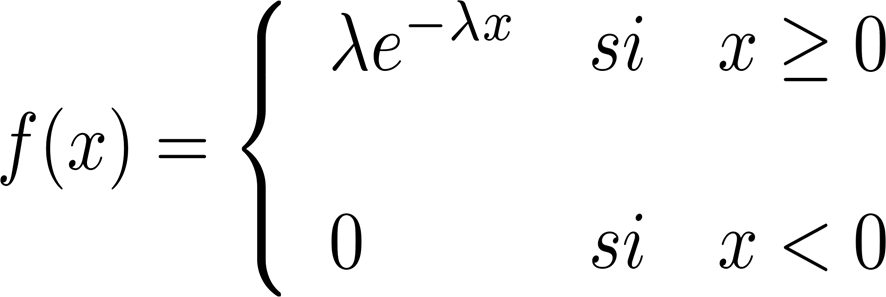 λe^{−λx} si x ≥ 0
f(x) = {
0 si x < 0